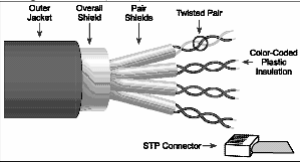 Outer
Jacket
Overall
Shield
Pair
Shields
Twisted Pair
Color-Coded
Plastic
Insulation
STP Connector